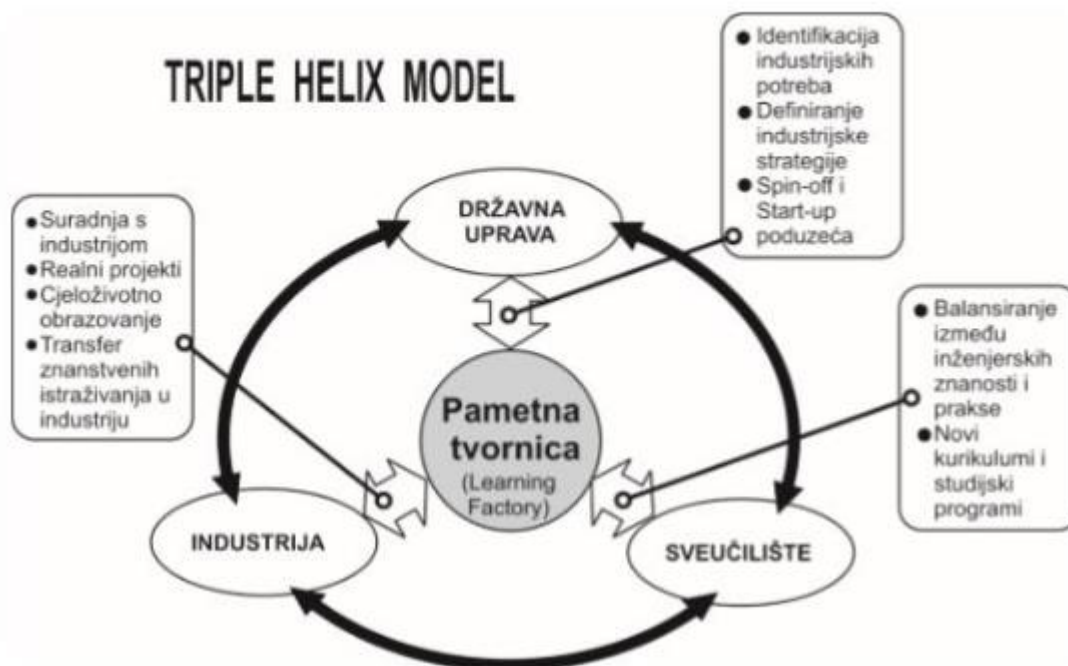 TRIPLE HELIX MODEL
● Identifikacija
industrijskih
potreba
● Definiranje
industrijske
strategije
● Spin-off i
Start-up
poduzeća
DRŽAVNA
UPRAVA
● Suradnja s
industrijom
● Realni projekti
● Cjeloživotno
obrazovanje
● Transfer
znanstvenih
istraživanja u
industriju
● Balansiranje
između
inženjerskih
znanosti i
prakse
● Novi
kurikulumi i
studijski
programi
Pametna
tvornica
(Learning
Factory)
INDUSTRIJA
SVEUČILIŠTE